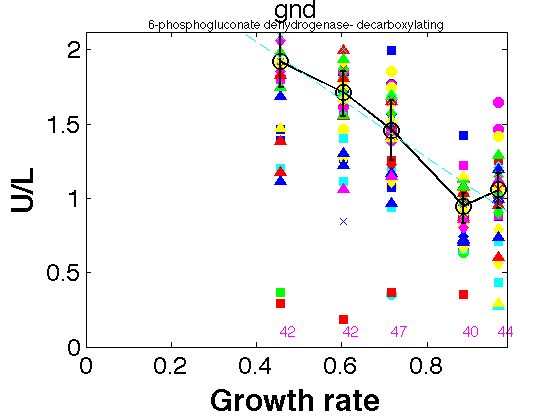 gnd
6-phosphogluconate dehydrogenase- decarboxylating
2
1.5
1
0.5
0
U/L
42 42 47 40 44
0 0.2 0.4 0.6 0.8
Growth rate